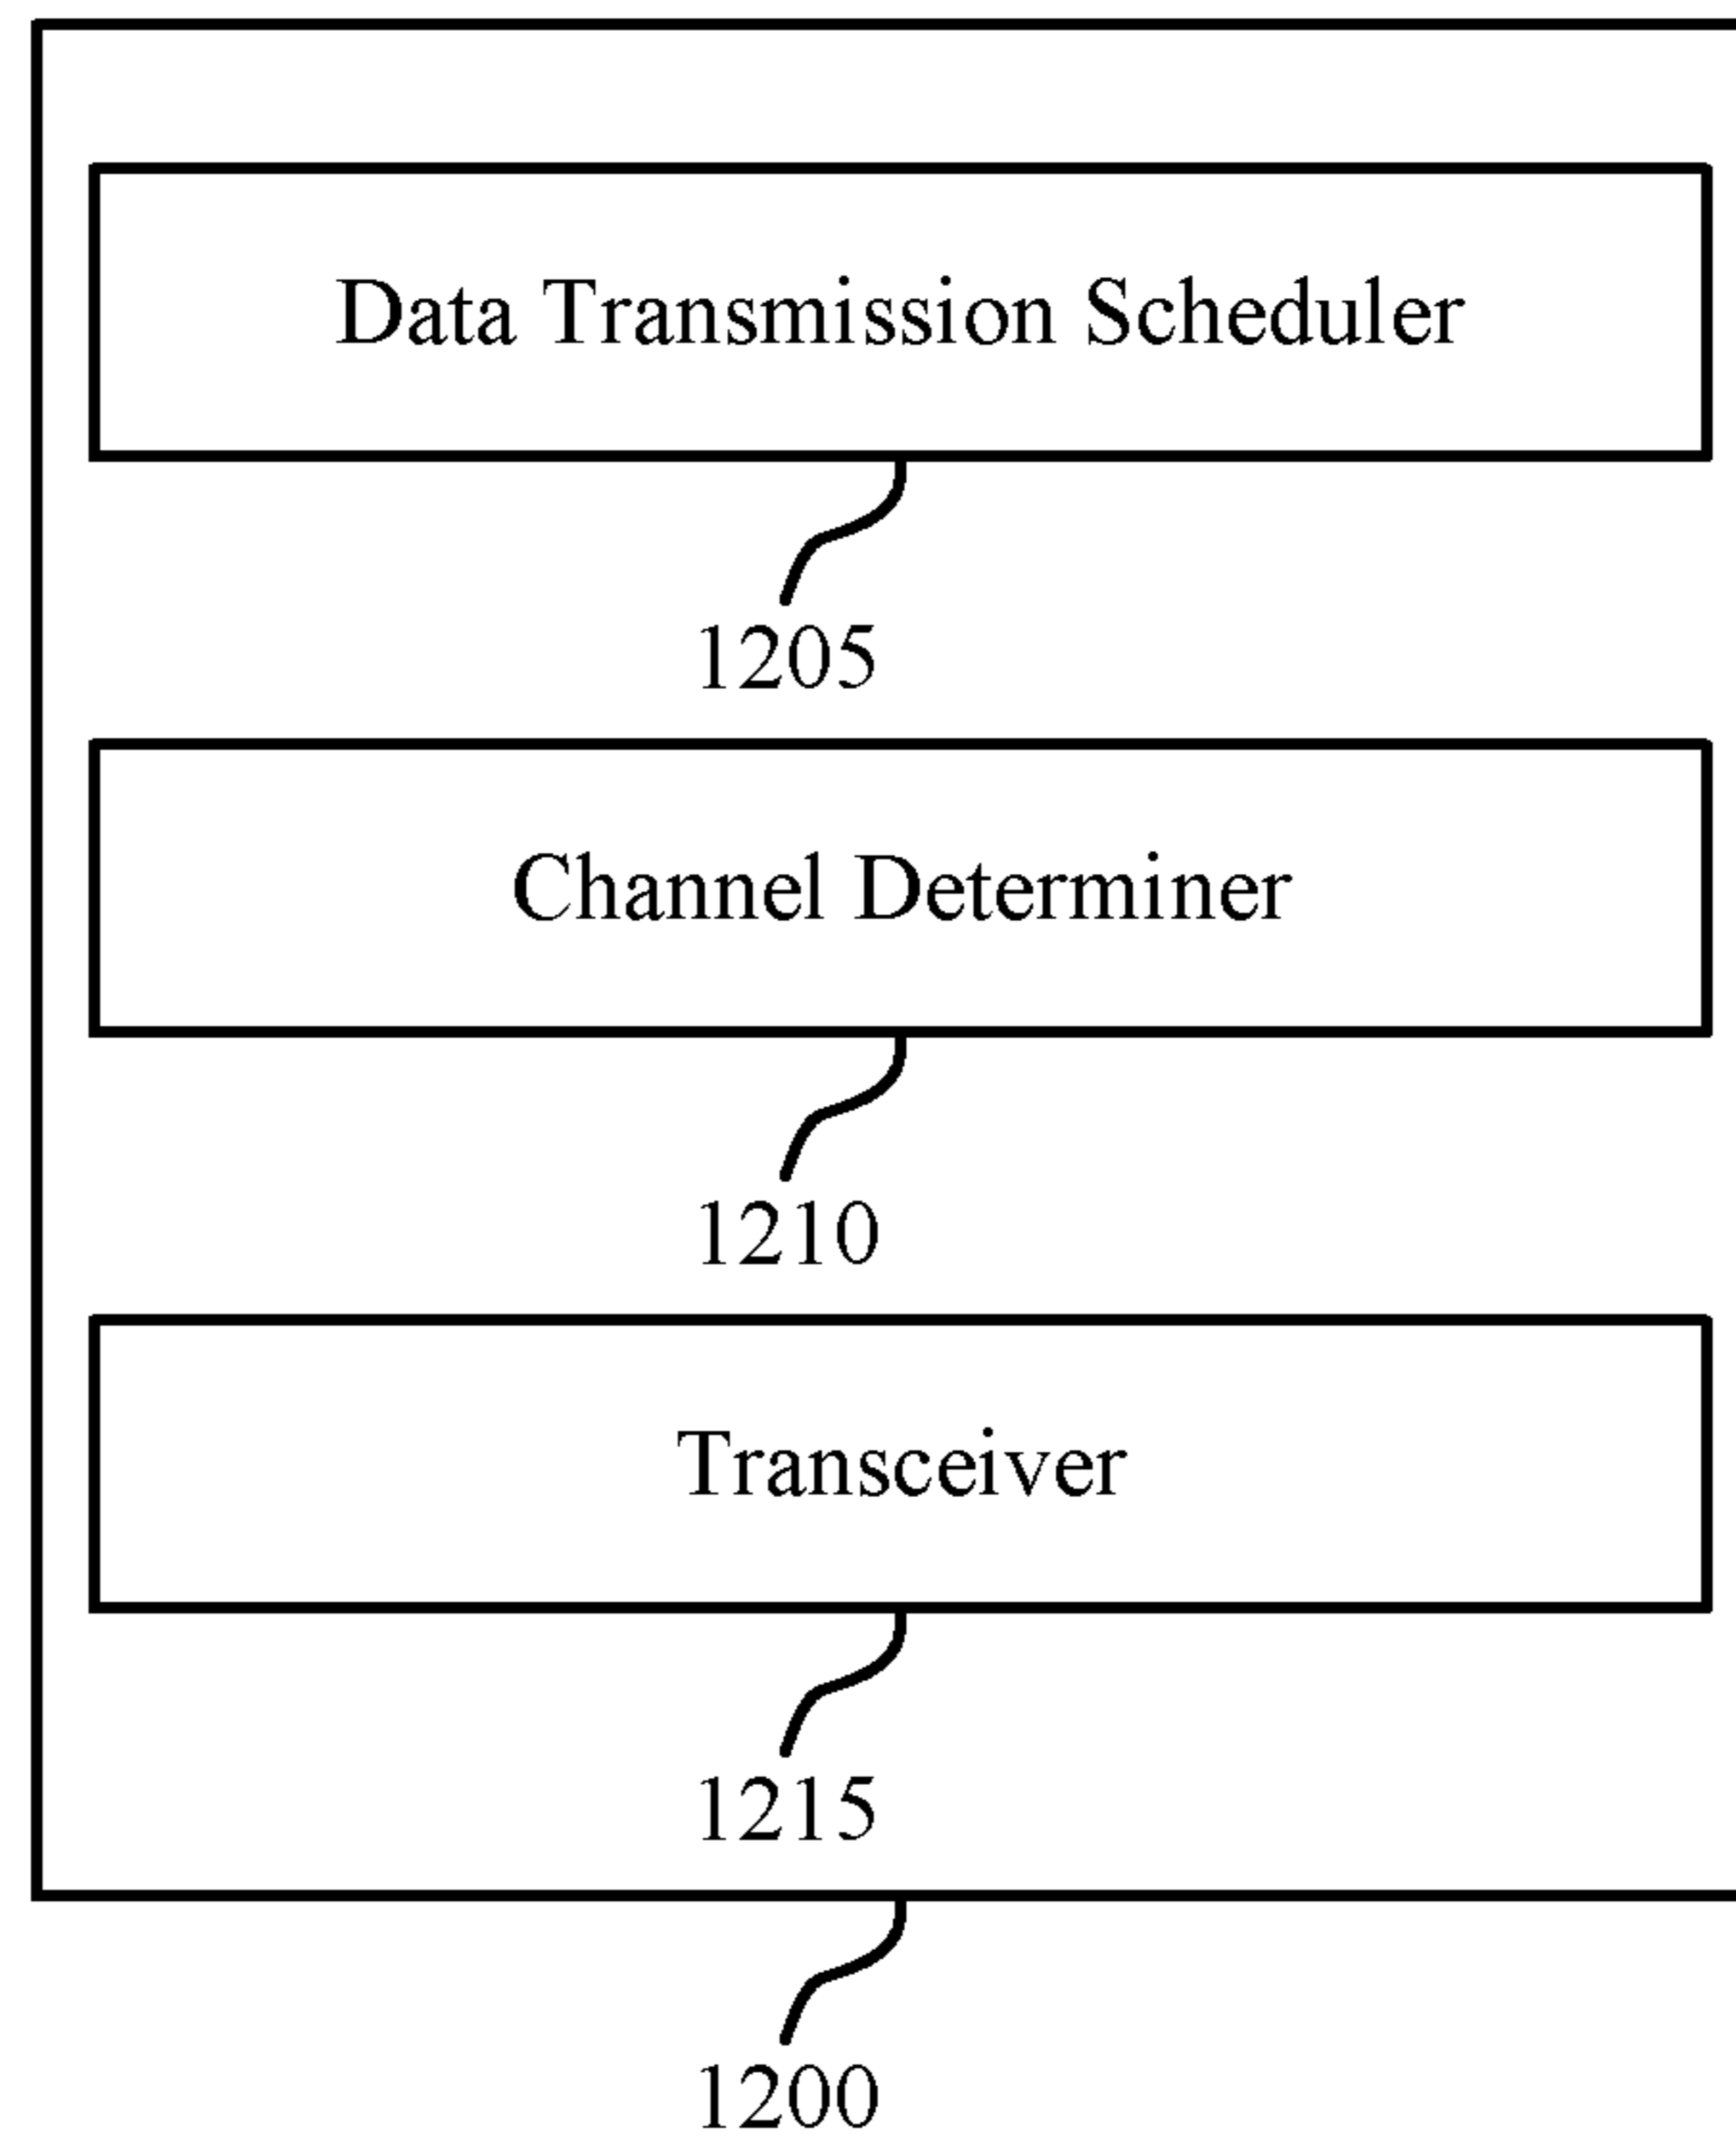 Data Transmission Scheduler
1205
Channel Determiner
1210
Transceiver
1215
1200